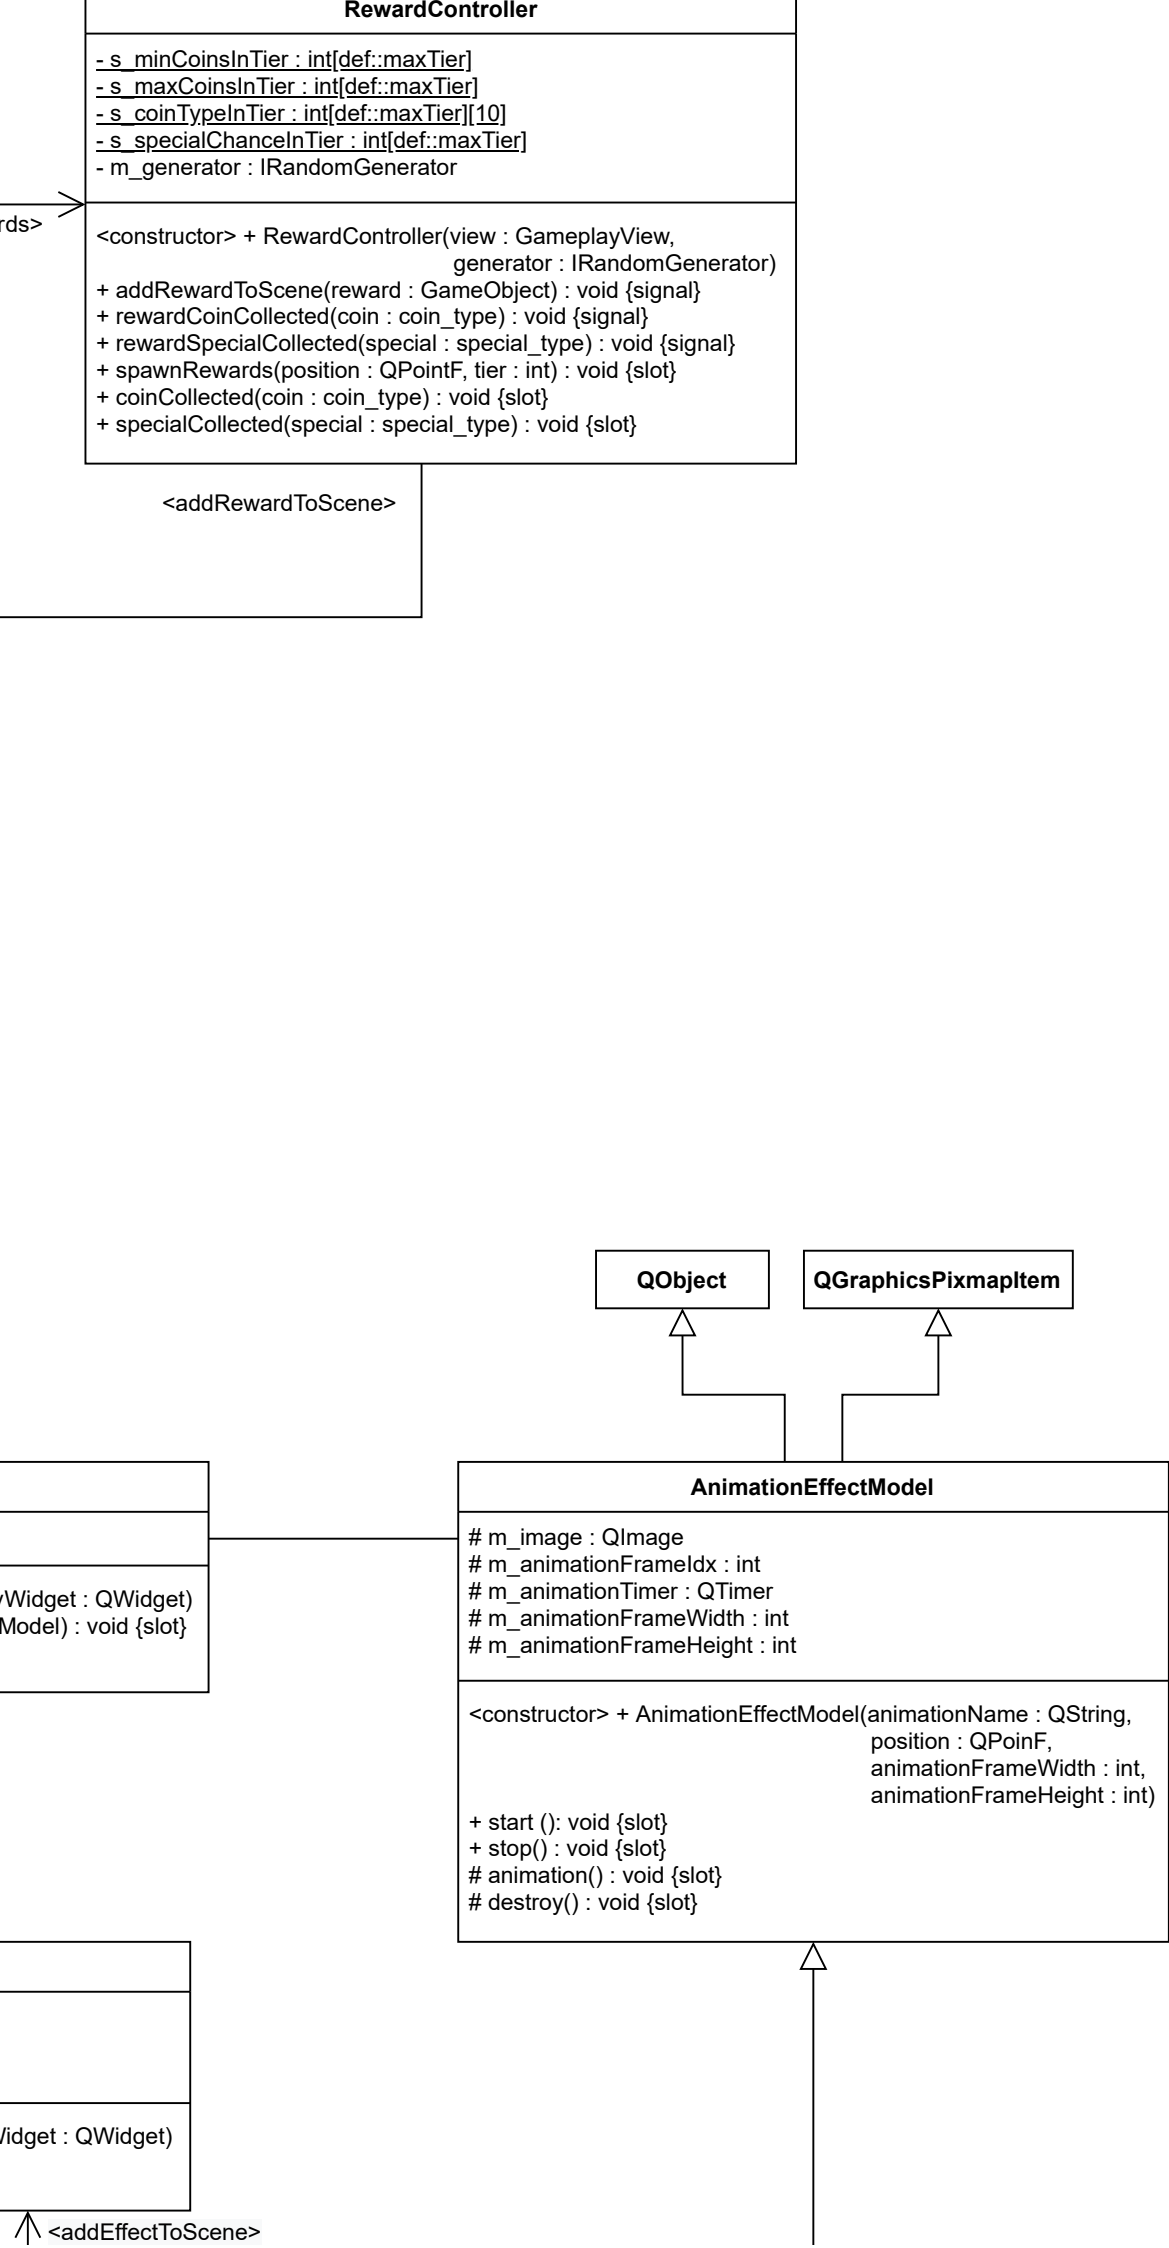 RewardController
- s_minCoinsInTier : int[def::maxTier]
- s_maxCoinsInTier : int[def::maxTier]
- s_coinTypeInTier : int[def::maxTier][10]
- s_specialChanceInTier : int[def::maxTier]
- m_generator : IRandomGenerator
rds>
<constructor> + RewardController(view : GameplayView,
generator : IRandomGenerator)
+ addRewardToScene(reward : GameObject) : void {signal}
+ rewardCoinCollected(coin : coin_type) : void {signal}
+ rewardSpecialCollected(special : special_type) : void {signal}
+ spawnRewards(position : QPointF, tier : int) : void {slot}
+ coinCollected(coin : coin_type) : void {slot}
+ specialCollected(special : special_type) : void {slot}
<addRewardToScene>
QObject
QGraphicsPixmapItem
AnimationEffectModel
# m_image : QImage
# m_animationFrameIdx : int
# m_animationTimer : QTimer
# m_animationFrameWidth : int
# m_animationFrameHeight : int
yWidget : QWidget)
Model) : void {slot}
<constructor> + AnimationEffectModel(animationName : QString,
position : QPoinF,
animationFrameWidth : int,
animationFrameHeight : int)
+ start (): void {slot}
+ stop() : void {slot}
# animation() : void {slot}
# destroy() : void {slot}
Widget : QWidget)
<addEffectToScene>